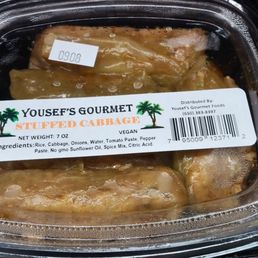 0908
YOUSEF'S GOURMET
STUFFED CABBAGE
NET WEIGHT: 7 OZ
VEGAN
Ingredients: Rice, Cabbage, Onions, Water, Tomato Paste, Pepper
Paste, No gmo Sunflower Oil, Spice Mix, Citric Acid
Distributed By:
Yousef's Gourmet Foods